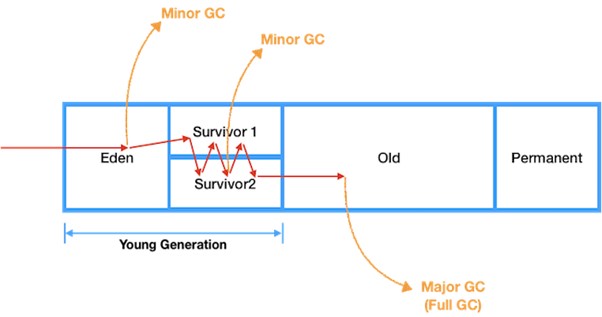 Minor GC
Minor GC
Eden
Survivor 1
Survivor2
Old
Permanent
Young Generation
Major GC
(Full GC)